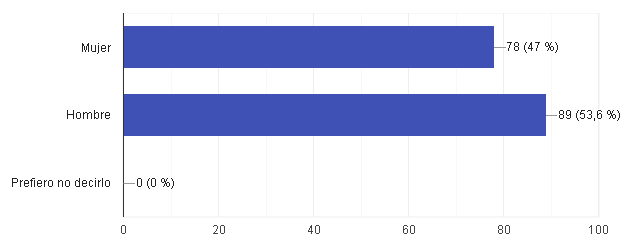 Mujer 78 (47 %)
Hombre 89 (53,6 %)
Prefiero no decirlo 0 (0 %)
0 20 40 60 80 100